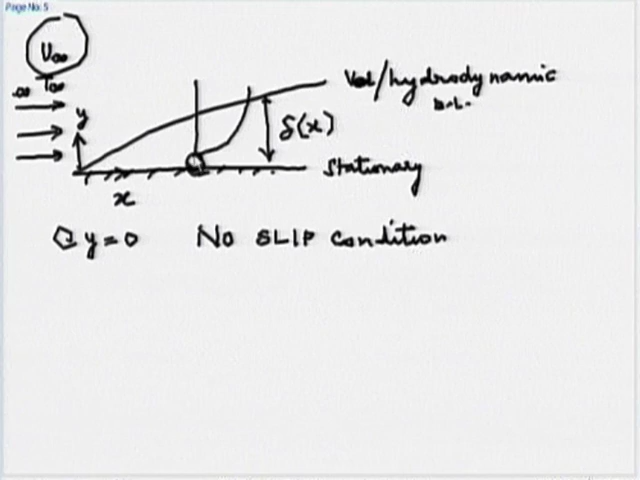 Page No: 5
U∞
T∞
y
Vel/hydrodynamic
b.l.
δ(x)
Stationary
x
@ y=0 No SLIP condition